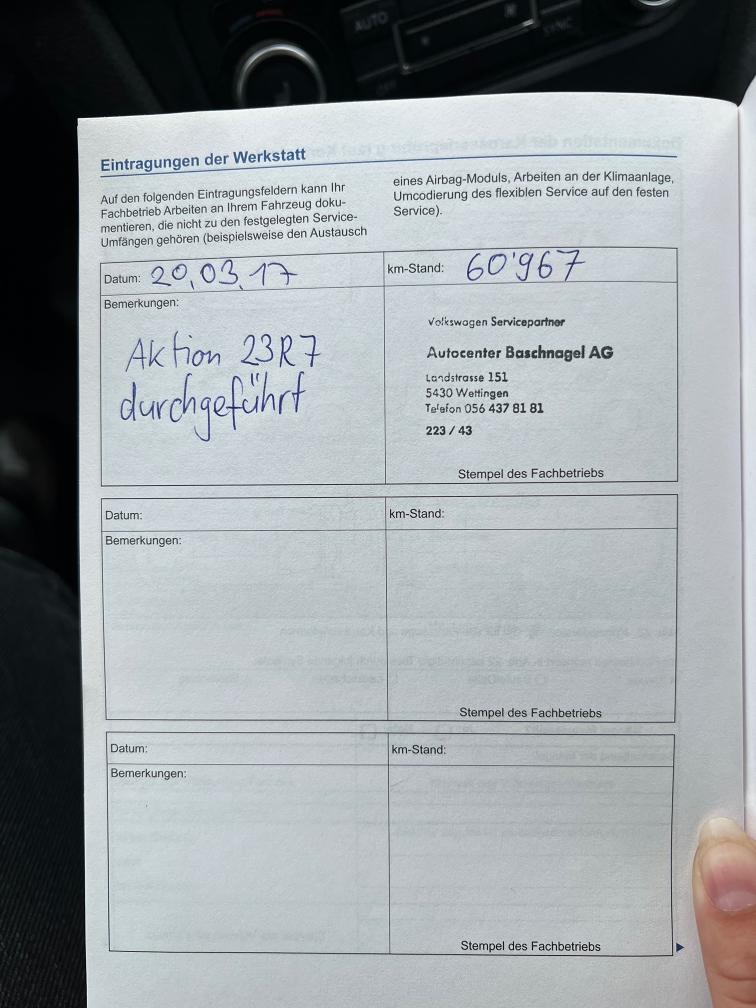 AUTO
SYNC
Eintragungen der Werkstatt
Auf den folgenden Eintragungsfeldern kann Ihr
Fachbetrieb Arbeiten an Ihrem Fahrzeug doku-
mentieren, die nicht zu den festgelegten Service-
Umfängen gehören (beispielsweise den Austausch
eines Airbag-Moduls, Arbeiten an der Klimaanlage,
Umcodierung des flexiblen Service auf den festen
Service).
Datum: 20,03,17
km-Stand: 60'967
Bemerkungen:
Aktion 23R7
durchgeführt
Volkswagen Servicepartner
Autocenter Baschnagel AG
Landstrasse 151
5430 Wettingen
Telefon 056 437 81 81
223 / 43
Stempel des Fachbetriebs
Datum:
km-Stand:
Bemerkungen:
Stempel des Fachbetriebs
Datum:
km-Stand:
Bemerkungen:
Stempel des Fachbetriebs